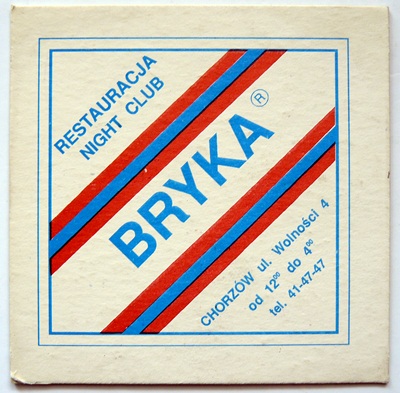 RESTAURACJA
NIGHT CLUB
BRYKA ®
CHORZÓW ul. Wolności 4
od 12⁰⁰ do 4⁰⁰
tel. 41-47-47